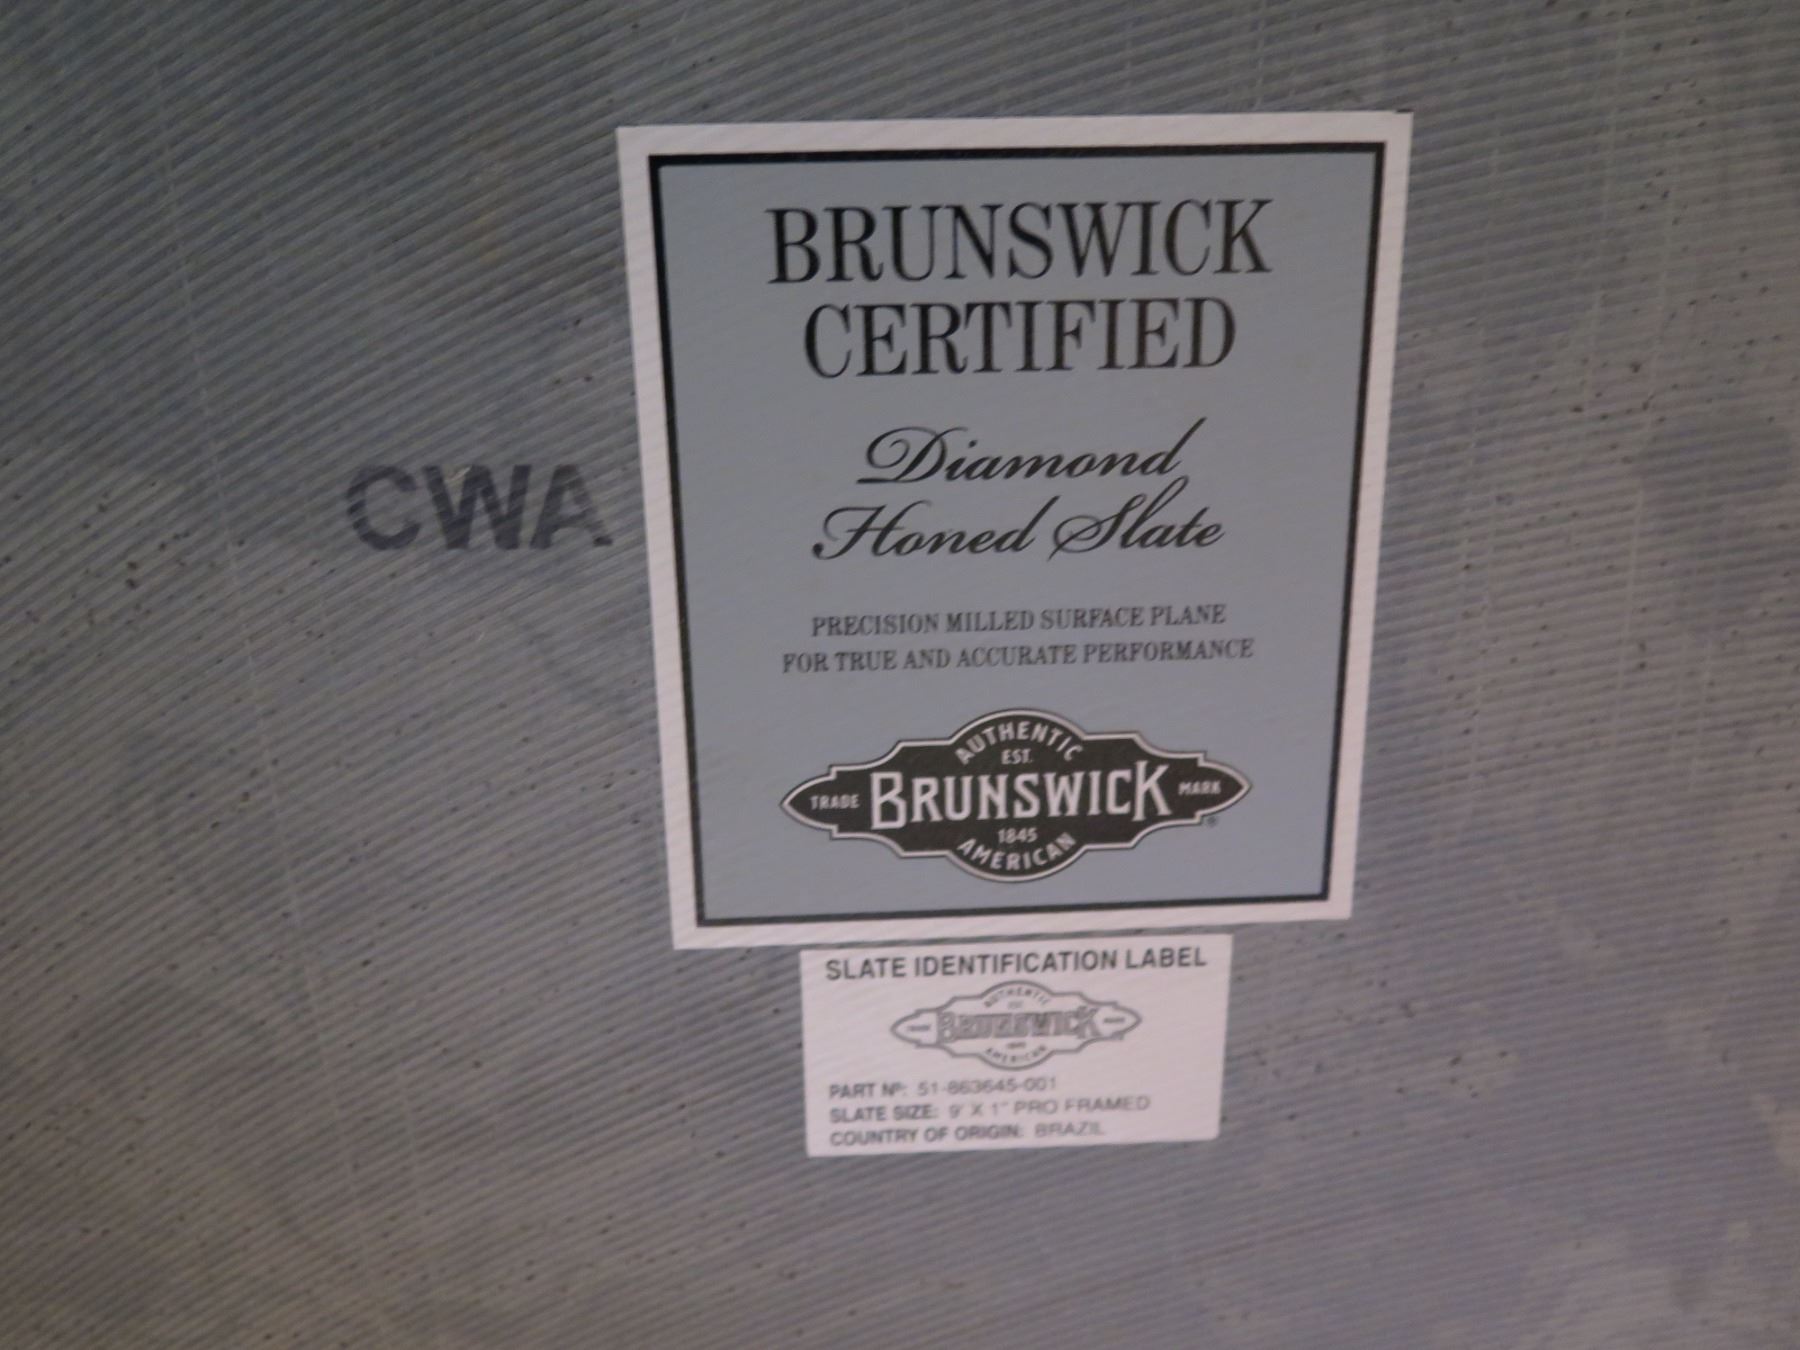 CWA
BRUNSWICK
CERTIFIED
Diamond
Honed Slate
PRECISION MILLED SURFACE PLANE
FOR TRUE AND ACCURATE PERFORMANCE
AUTHENTIC
EST.
TRADE BRUNSWICK MARK
1845
AMERICAN
®
SLATE IDENTIFICATION LABEL
AUTHENTIC
BRUNSWICK
AMERICAN
PART Nº: 51-863645-001
SLATE SIZE: 9' X 1" PRO FRAMED
COUNTRY OF ORIGIN: BRAZIL